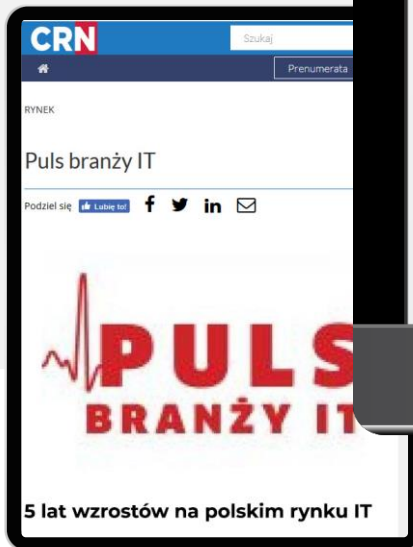 CRN
Szukaj
Prenumerata
RYNEK
Puls branży IT
Podziel się Lubię to! f in
PULS
BRANŻY IT
5 lat wzrostów na polskim rynku IT